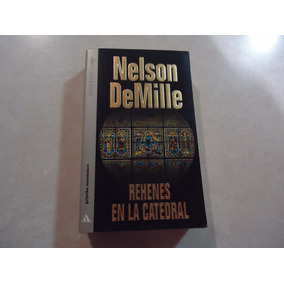 Nelson
DeMille
REHENES
EN LA CATEDRAL